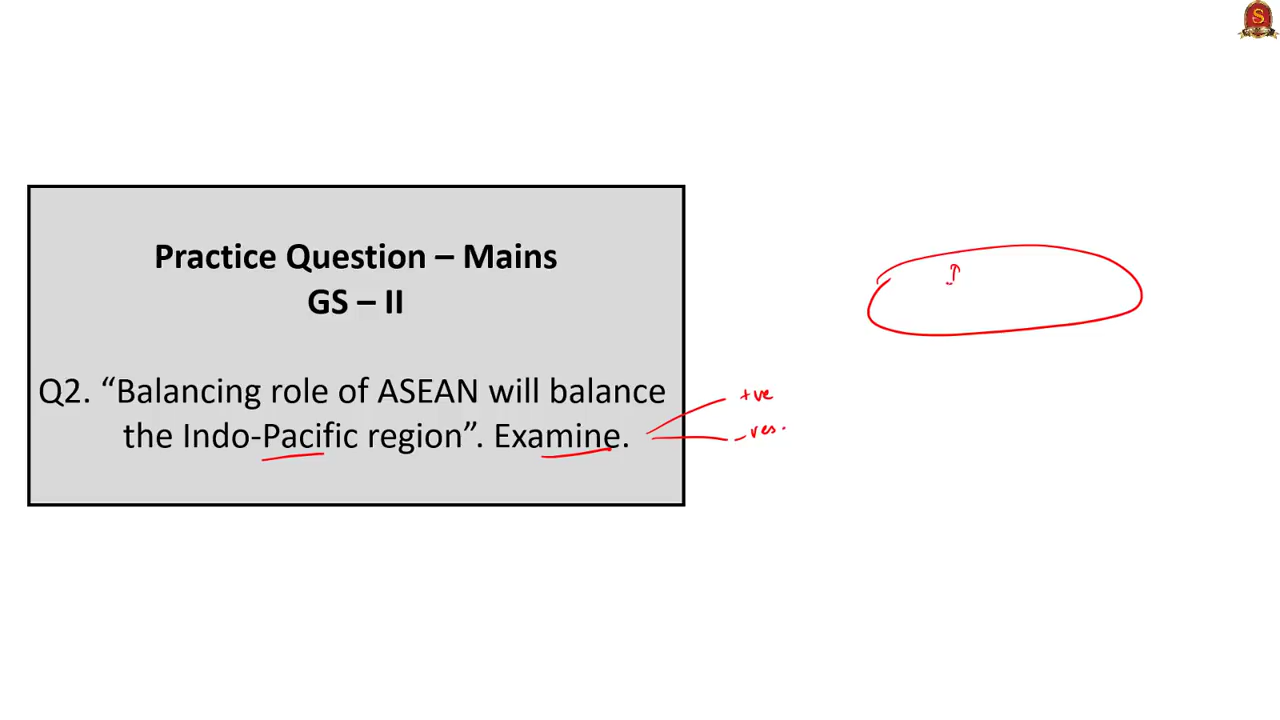 Practice Question – Mains
GS – II
Q2. “Balancing role of ASEAN will balance
the Indo-Pacific region”. Examine.
+ve
-ves.
S